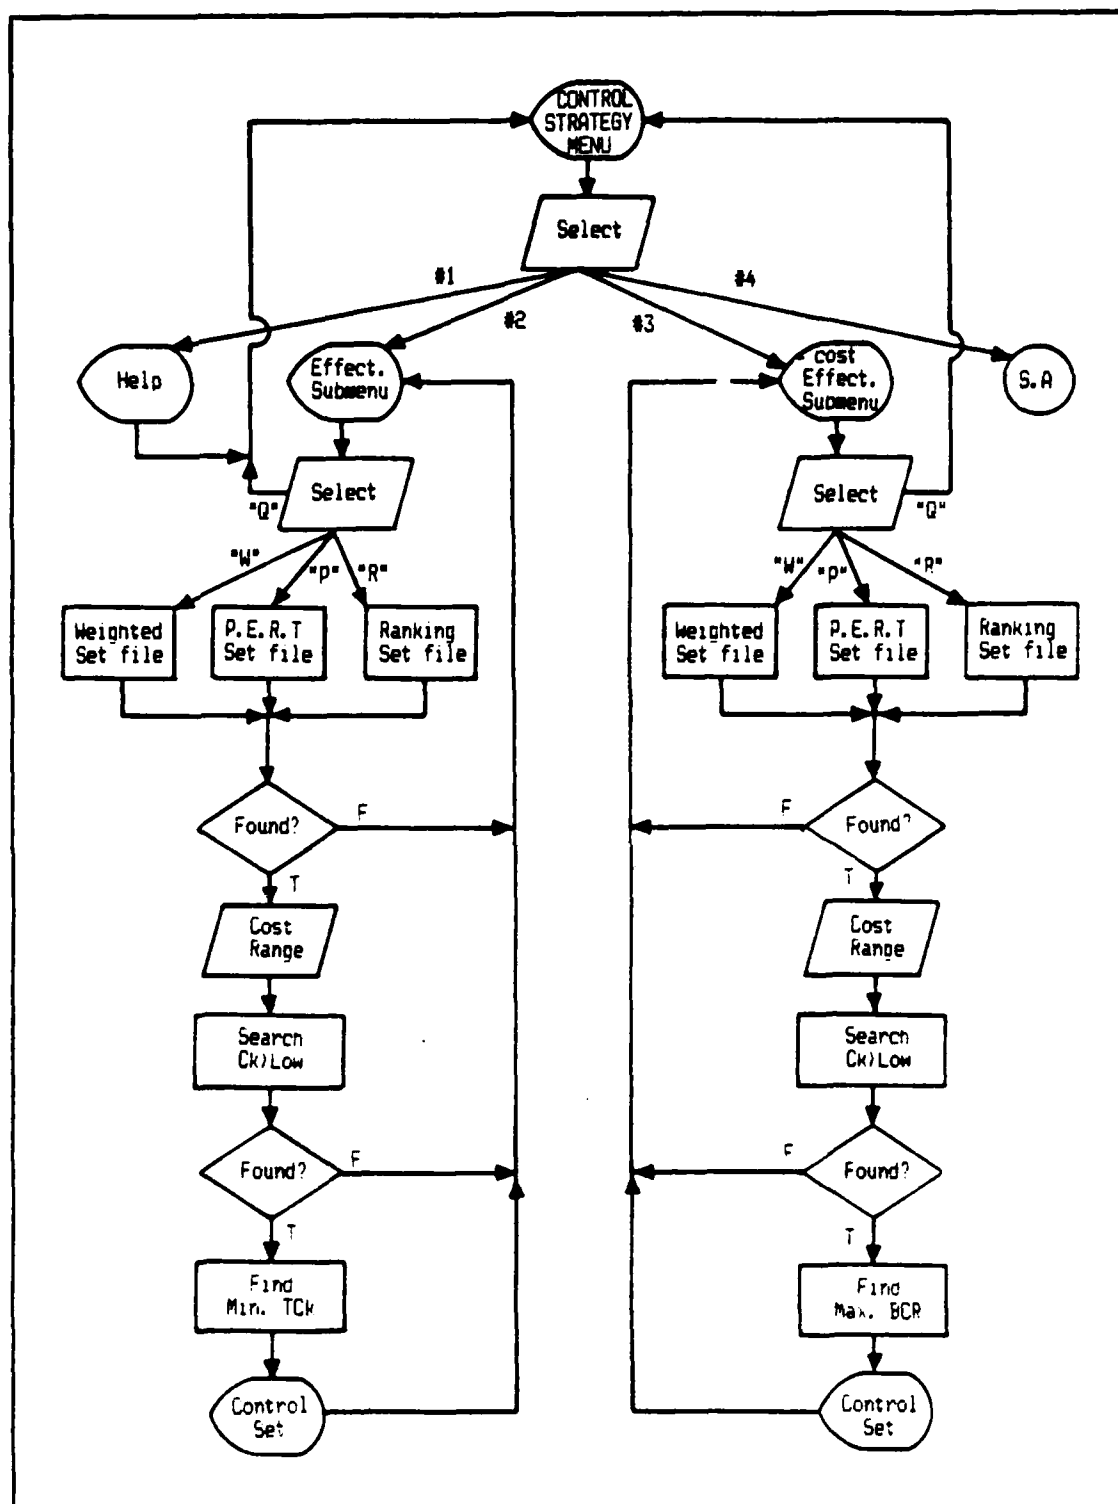 CONTROL
STRATEGY
MENU
Select
#1
#2
#3
#4
Help
Effect.
Submenu
cost
Effect.
Submenu
S.A
Select
"Q"
Select
"Q"
"W"
"P"
"R"
"W"
"P"
"R"
Weighted
Set file
P.E.R.T
Set file
Ranking
Set file
Weighted
Set file
P.E.R.T
Set file
Ranking
Set file
Found?
F
Found?
F
T
T
Cost
Range
Cost
Range
Search
Ck)Low
Search
Ck)Low
Found?
F
Found?
F
T
T
Find
Min. TCk
Find
Max. BCR
Control
Set
Control
Set